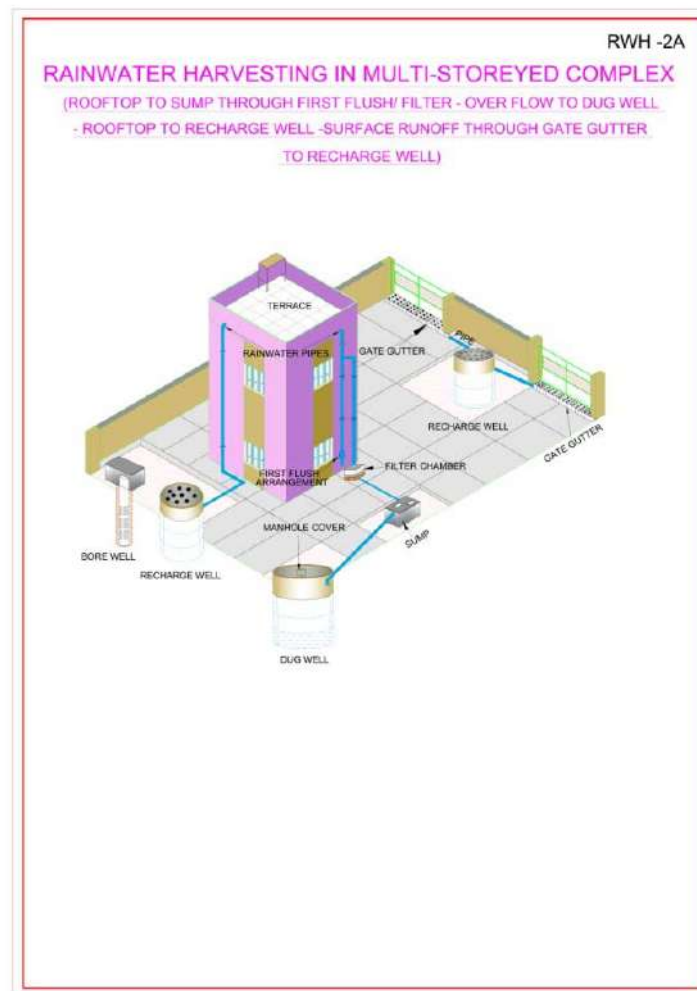 RWH -2A
RAINWATER HARVESTING IN MULTI-STOREYED COMPLEX
(ROOFTOP TO SUMP THROUGH FIRST FLUSH/ FILTER - OVER FLOW TO DUG WELL
- ROOFTOP TO RECHARGE WELL -SURFACE RUNOFF THROUGH GATE GUTTER
TO RECHARGE WELL)
TERRACE
RAINWATER PIPES
GATE GUTTER
PIPE
RECHARGE WELL
GATE GUTTER
FIRST FLUSH
ARRANGEMENT
FILTER CHAMBER
MANHOLE COVER
SUMP
BORE WELL
RECHARGE WELL
DUG WELL